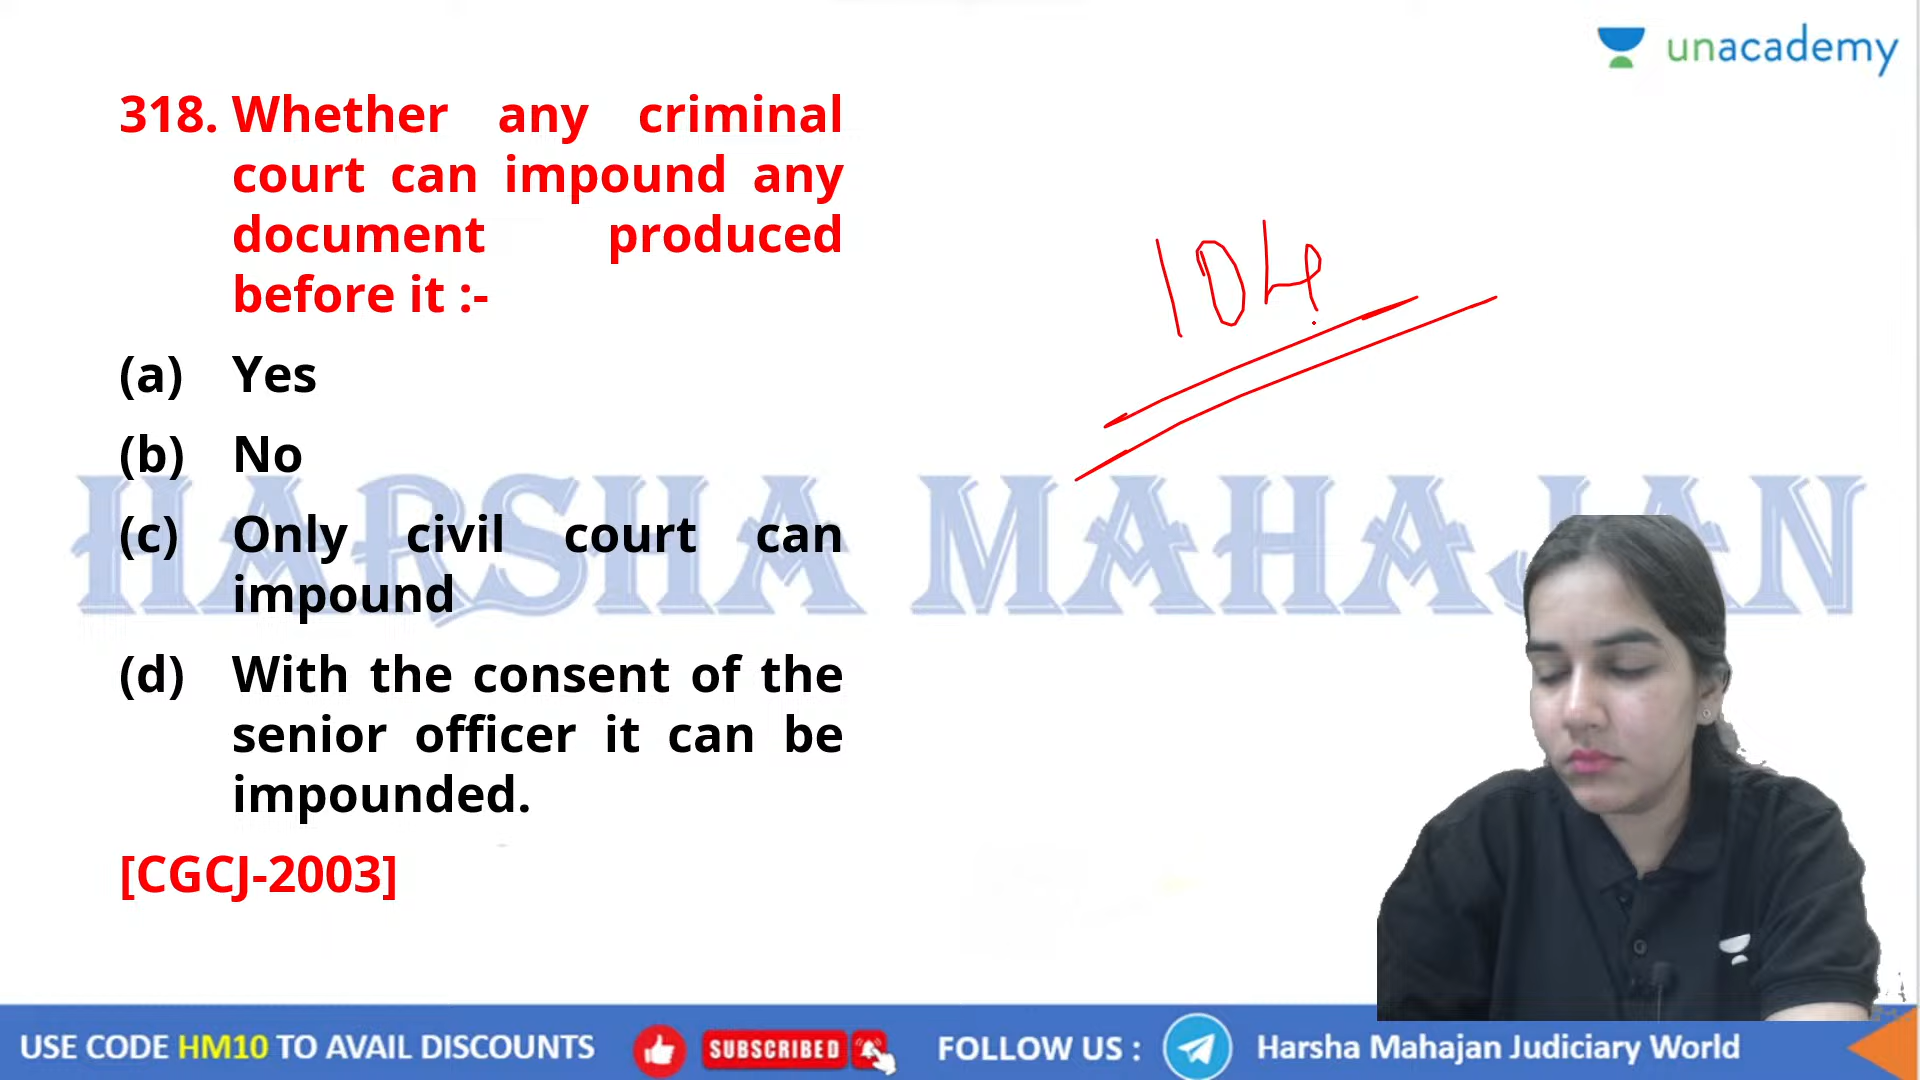 unacademy
318. Whether any criminal
court can impound any
document produced
before it :-
(a) Yes
(b) No
(c) Only civil court can
impound
(d) With the consent of the
senior officer it can be
impounded.
[CGCJ-2003]
104
HARSHA MAHAJAN
USE CODE HM10 TO AVAIL DISCOUNTS
SUBSCRIBED
FOLLOW US :
Harsha Mahajan Judiciary World